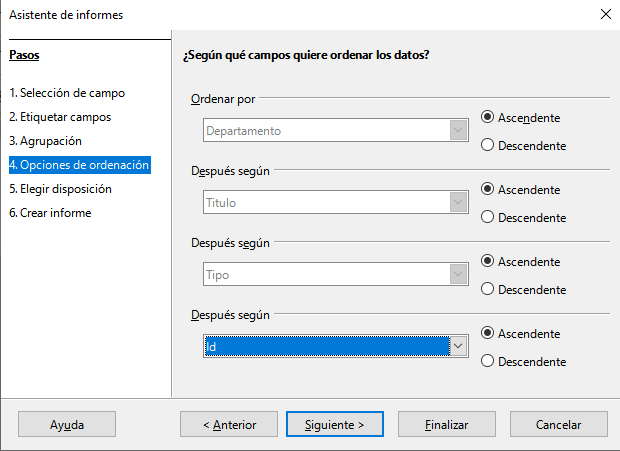 Asistente de informes
Pasos
1. Selección de campo
2. Etiquetar campos
3. Agrupación
4. Opciones de ordenación
5. Elegir disposición
6. Crear informe
¿Según qué campos quiere ordenar los datos?
Ordenar por
Departamento
Ascendente
Descendente
Después según
Titulo
Ascendente
Descendente
Después según
Tipo
Ascendente
Descendente
Después según
Id
Ascendente
Descendente
Ayuda
< Anterior
Siguiente >
Finalizar
Cancelar